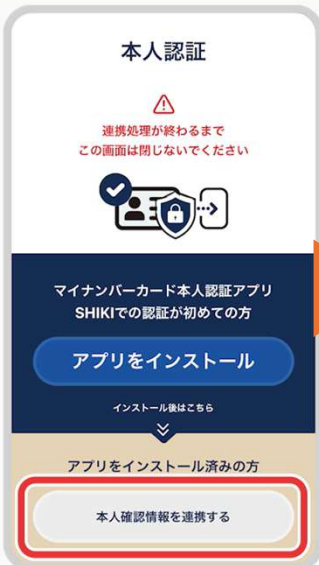 本人認証
連携処理が終わるまで
この画面は閉じないでください
マイナンバーカード本人認証アプリ
SHIKIでの認証が初めての方
アプリをインストール
インストール後はこちら
アプリをインストール済みの方
本人確認情報を連携する